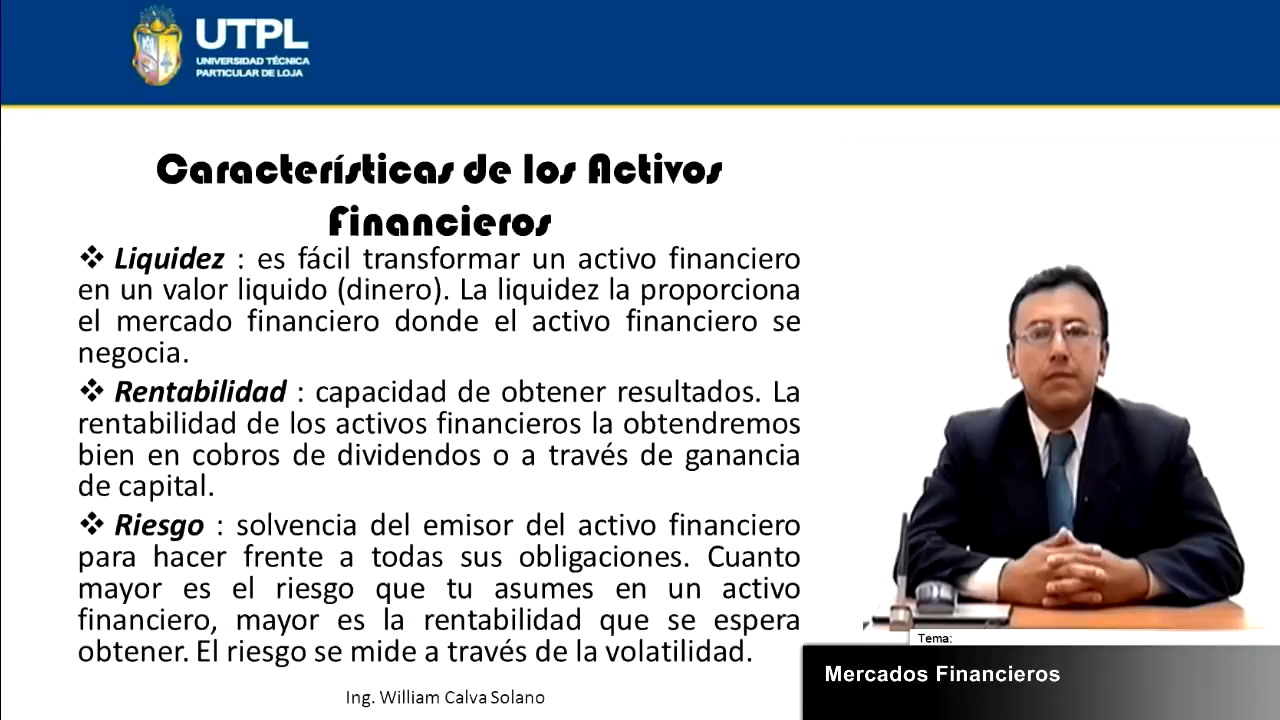 UTPL
UNIVERSIDAD TÉCNICA
PARTICULAR DE LOJA
Características de los Activos
Financieros
❖ Liquidez : es fácil transformar un activo financiero
en un valor liquido (dinero). La liquidez la proporciona
el mercado financiero donde el activo financiero se
negocia.
❖ Rentabilidad : capacidad de obtener resultados. La
rentabilidad de los activos financieros la obtendremos
bien en cobros de dividendos o a través de ganancia
de capital.
❖ Riesgo : solvencia del emisor del activo financiero
para hacer frente a todas sus obligaciones. Cuanto
mayor es el riesgo que tu asumes en un activo
financiero, mayor es la rentabilidad que se espera
obtener. El riesgo se mide a través de la volatilidad.
Ing. William Calva Solano
Tema:
Mercados Financieros